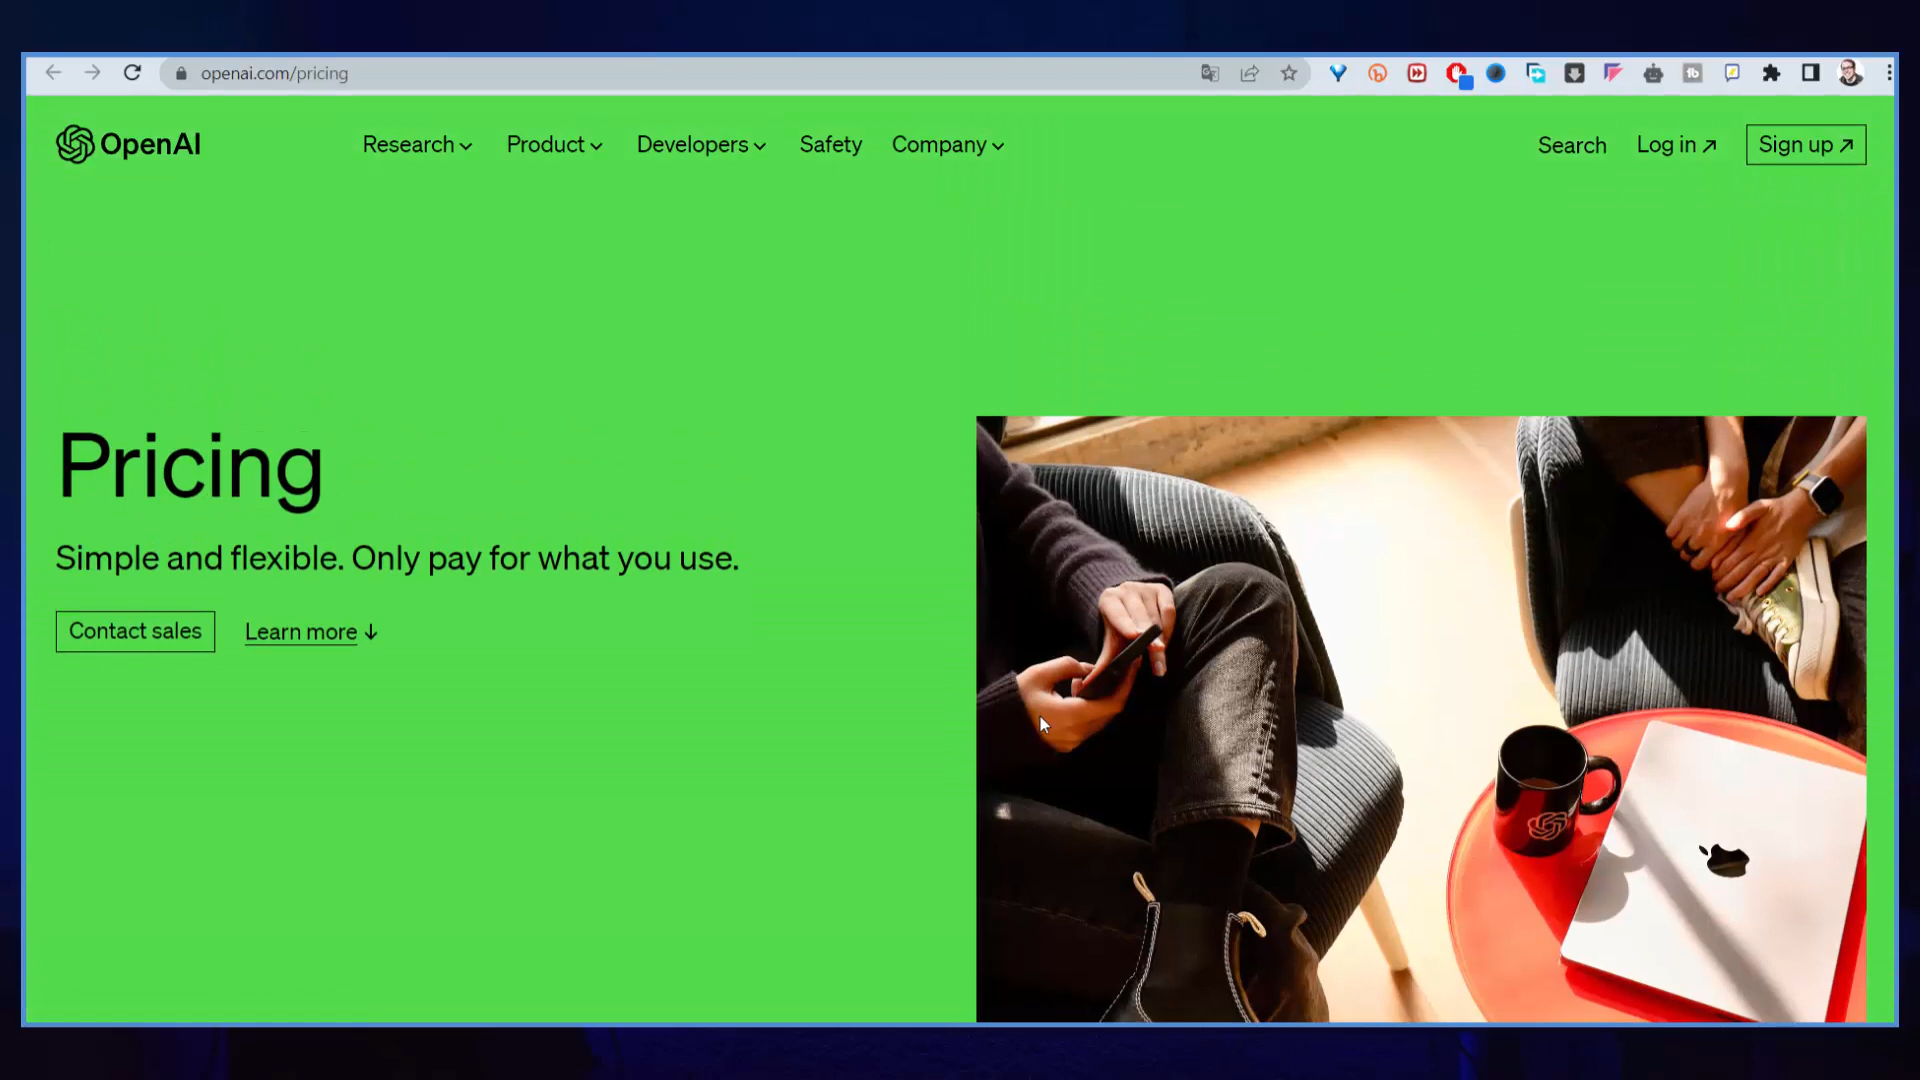 openai.com/pricing
OpenAI
Research
Product
Developers
Safety
Company
Search
Log in ↗
Sign up ↗
Pricing
Simple and flexible. Only pay for what you use.
Contact sales
Learn more ↓